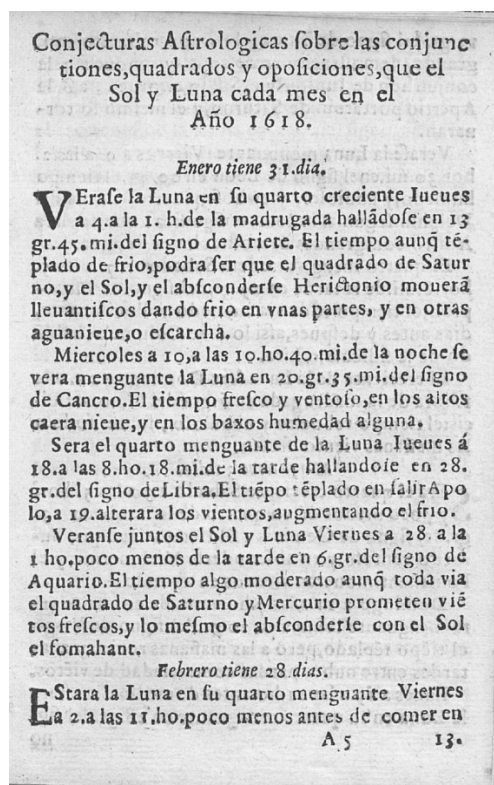 Conjecturas Aſtrologicas ſobre las conjunc
tiones,quadrados y opoſiciones,que el
Sol y Luna cada mes en el
Año 1618.
Enero tiene 31.dia.
VEraſe la Luna en ſu quarto creciente Iueues
a 4.a la 1. h.de la madrugada hallãdoſe en 13
gr.45.mi.del ſigno de Ariete. El tiempo aunq̃ tẽ-
plado de frio,podra ſer que el quadrado de Satur
no,y el Sol,y el abſconderſe Herictonio mouerà
lleuantiſcos dando frio en vnas partes, y en otras
aguanieue,o eſcarcha.
Miercoles a 10,a las 10.ho.40.mi.de la noche ſe
vera menguante la Luna en 20.gr.35.mi.del ſigno
de Cancro.El tiempo freſco y ventoſo,en los altos
caera nieue,y en los baxos humedad alguna.
Sera el quarto menguante de la Luna Iueues á
18.a las 8.ho.18.mi.de la tarde hallandoſe en 28.
gr.del ſigno de Libra.El tiẽpo tẽplado en ſalir Apo
lo,a 19.alterara los vientos,augmentando el frio.
Veranſe juntos el Sol y Luna Viernes a 28. a la
1 ho.poco menos de la tarde en 6.gr.del ſigno de
Aquario.El tiempo algo moderado aunq̃ toda via
el quadrado de Saturno y Mercurio prometen viẽ
tos freſcos,y lo meſmo el abſconderſe con el Sol
el fomahant.
Febrero tiene 28.dias.
EStara la Luna en ſu quarto menguante Viernes
a 2.a las 11.ho.poco menos antes de comer en
A 5 13.